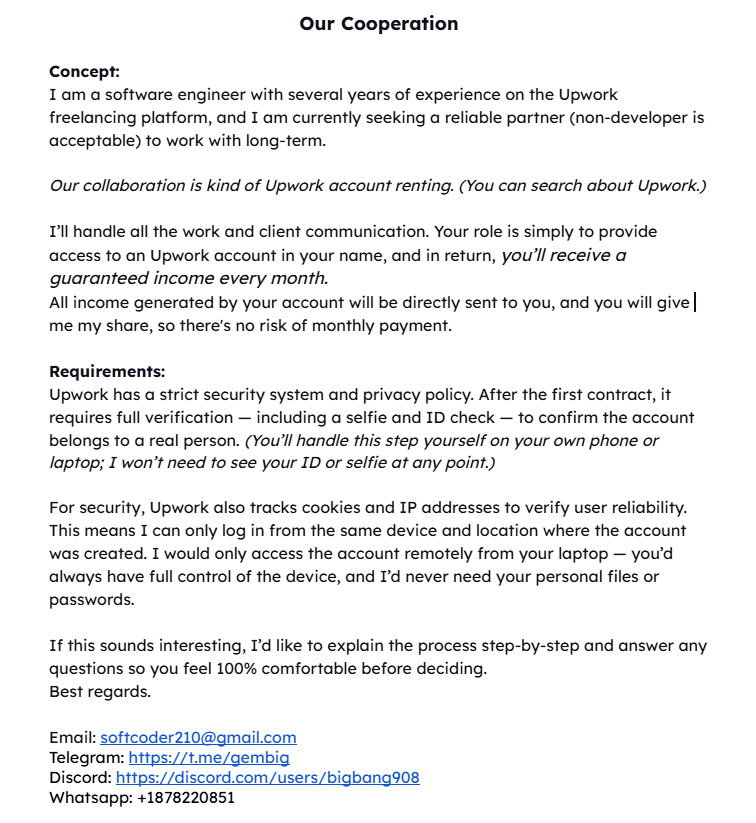 Our Cooperation
Concept:
I am a software engineer with several years of experience on the Upwork
freelancing platform, and I am currently seeking a reliable partner (non-developer is
acceptable) to work with long-term.
Our collaboration is kind of Upwork account renting. (You can search about Upwork.)
I'll handle all the work and client communication. Your role is simply to provide
access to an Upwork account in your name, and in return, you'll receive a
guaranteed income every month.
All income generated by your account will be directly sent to you, and you will give
me my share, so there's no risk of monthly payment.
Requirements:
Upwork has a strict security system and privacy policy. After the first contract, it
requires full verification — including a selfie and ID check — to confirm the account
belongs to a real person. (You'll handle this step yourself on your own phone or
laptop; I won't need to see your ID or selfie at any point.)
For security, Upwork also tracks cookies and IP addresses to verify user reliability.
This means I can only log in from the same device and location where the account
was created. I would only access the account remotely from your laptop — you'd
always have full control of the device, and I'd never need your personal files or
passwords.
If this sounds interesting, I'd like to explain the process step-by-step and answer any
questions so you feel 100% comfortable before deciding.
Best regards.
Email: softcoder210@gmail.com
Telegram: https://t.me/gembig
Discord: https://discord.com/users/bigbang908
Whatsapp: +1878220851